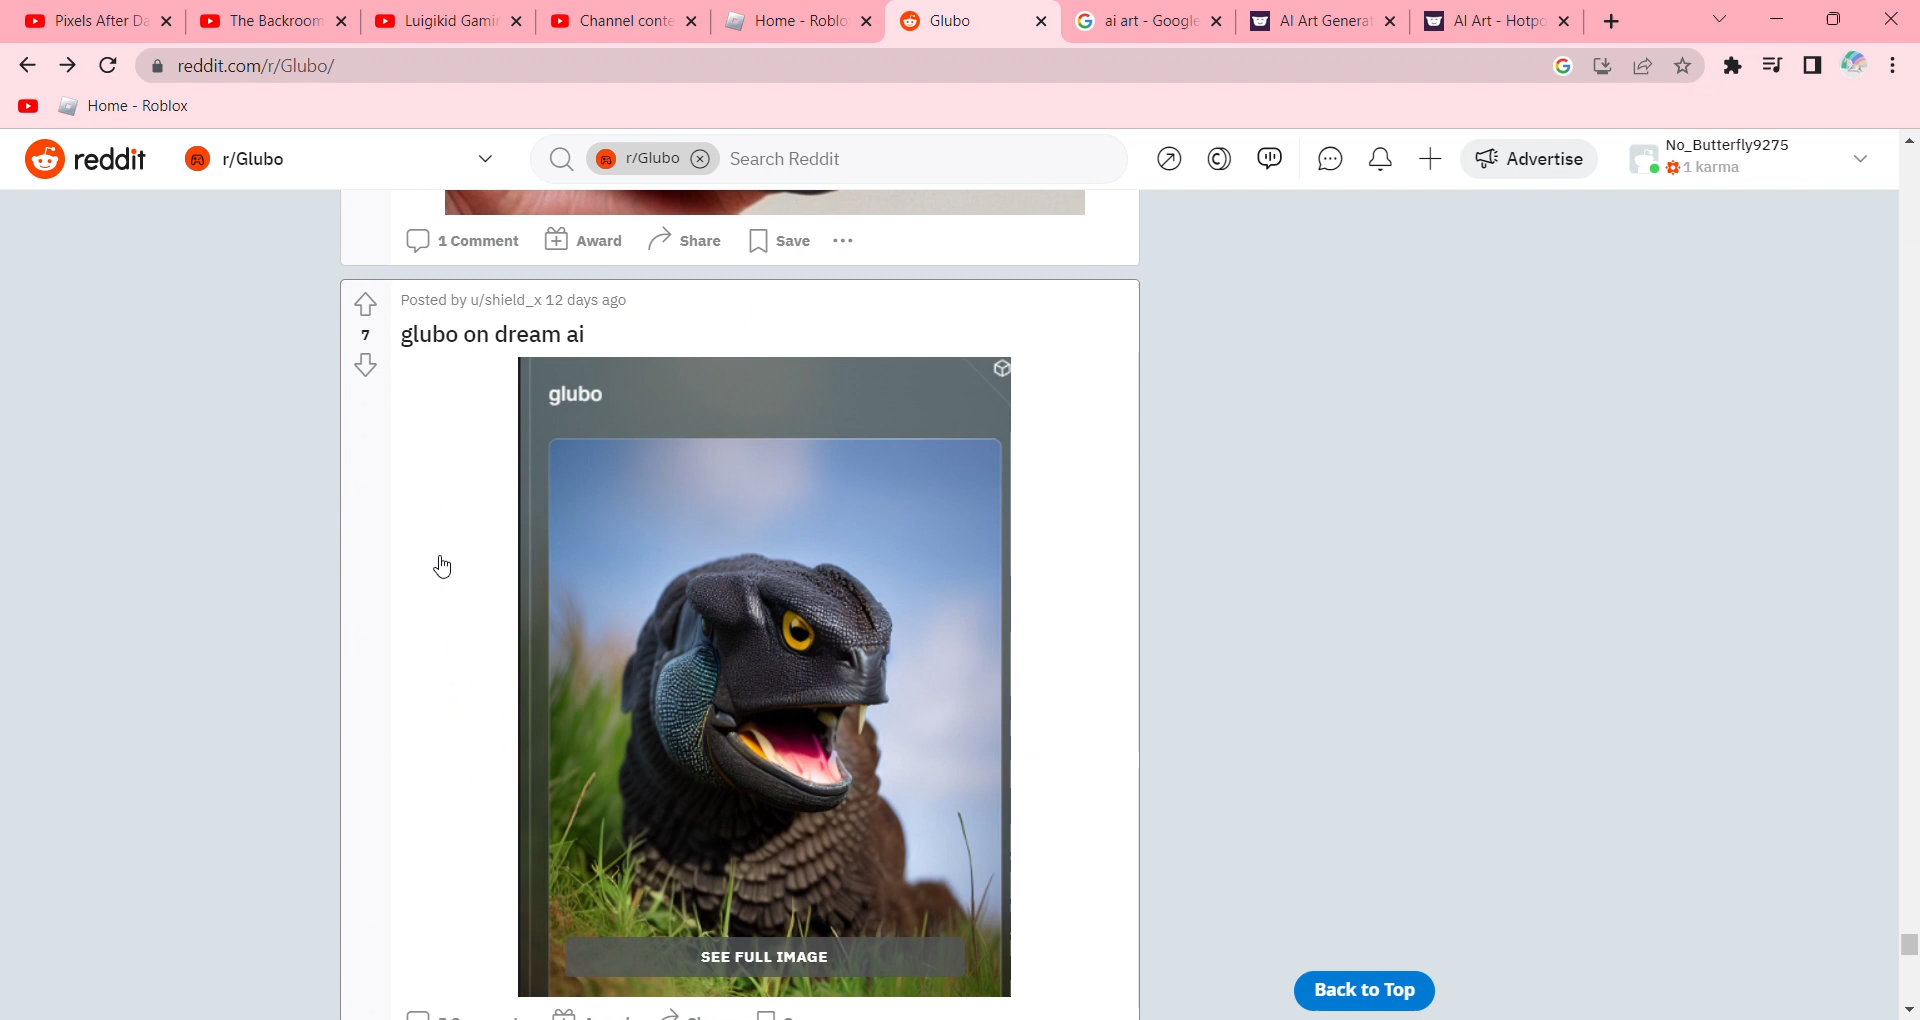 Pixels After Da
The Backroom
Luigikid Gami
Channel conte
Home - Roblo
Glubo
ai art - Google
AI Art Genera
AI Art - Hotpo
reddit.com/r/Glubo/
Home - Roblox
reddit
r/Glubo
r/Glubo
Search Reddit
Advertise
No_Butterfly9275
1 karma
1 Comment
Award
Share
Save
Posted by u/shield_x 12 days ago
7
glubo on dream ai
glubo
SEE FULL IMAGE
Back to Top